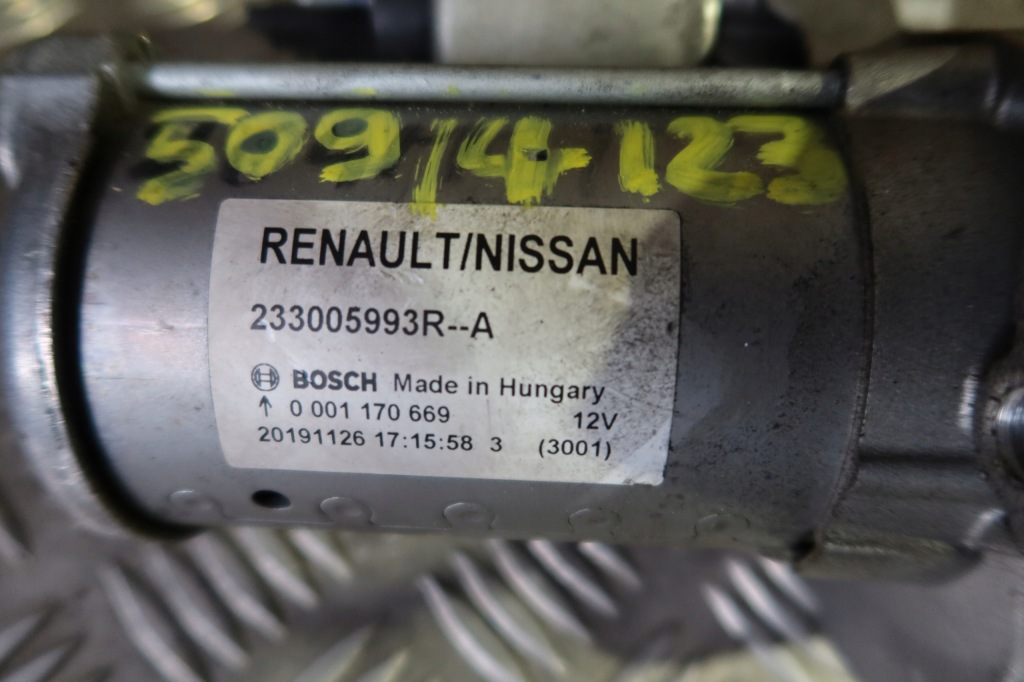 509/4-123
RENAULT/NISSAN
233005993R--A
BOSCH Made in Hungary
↑ 0 001 170 669 12V
20191126 17:15:58 3 (3001)